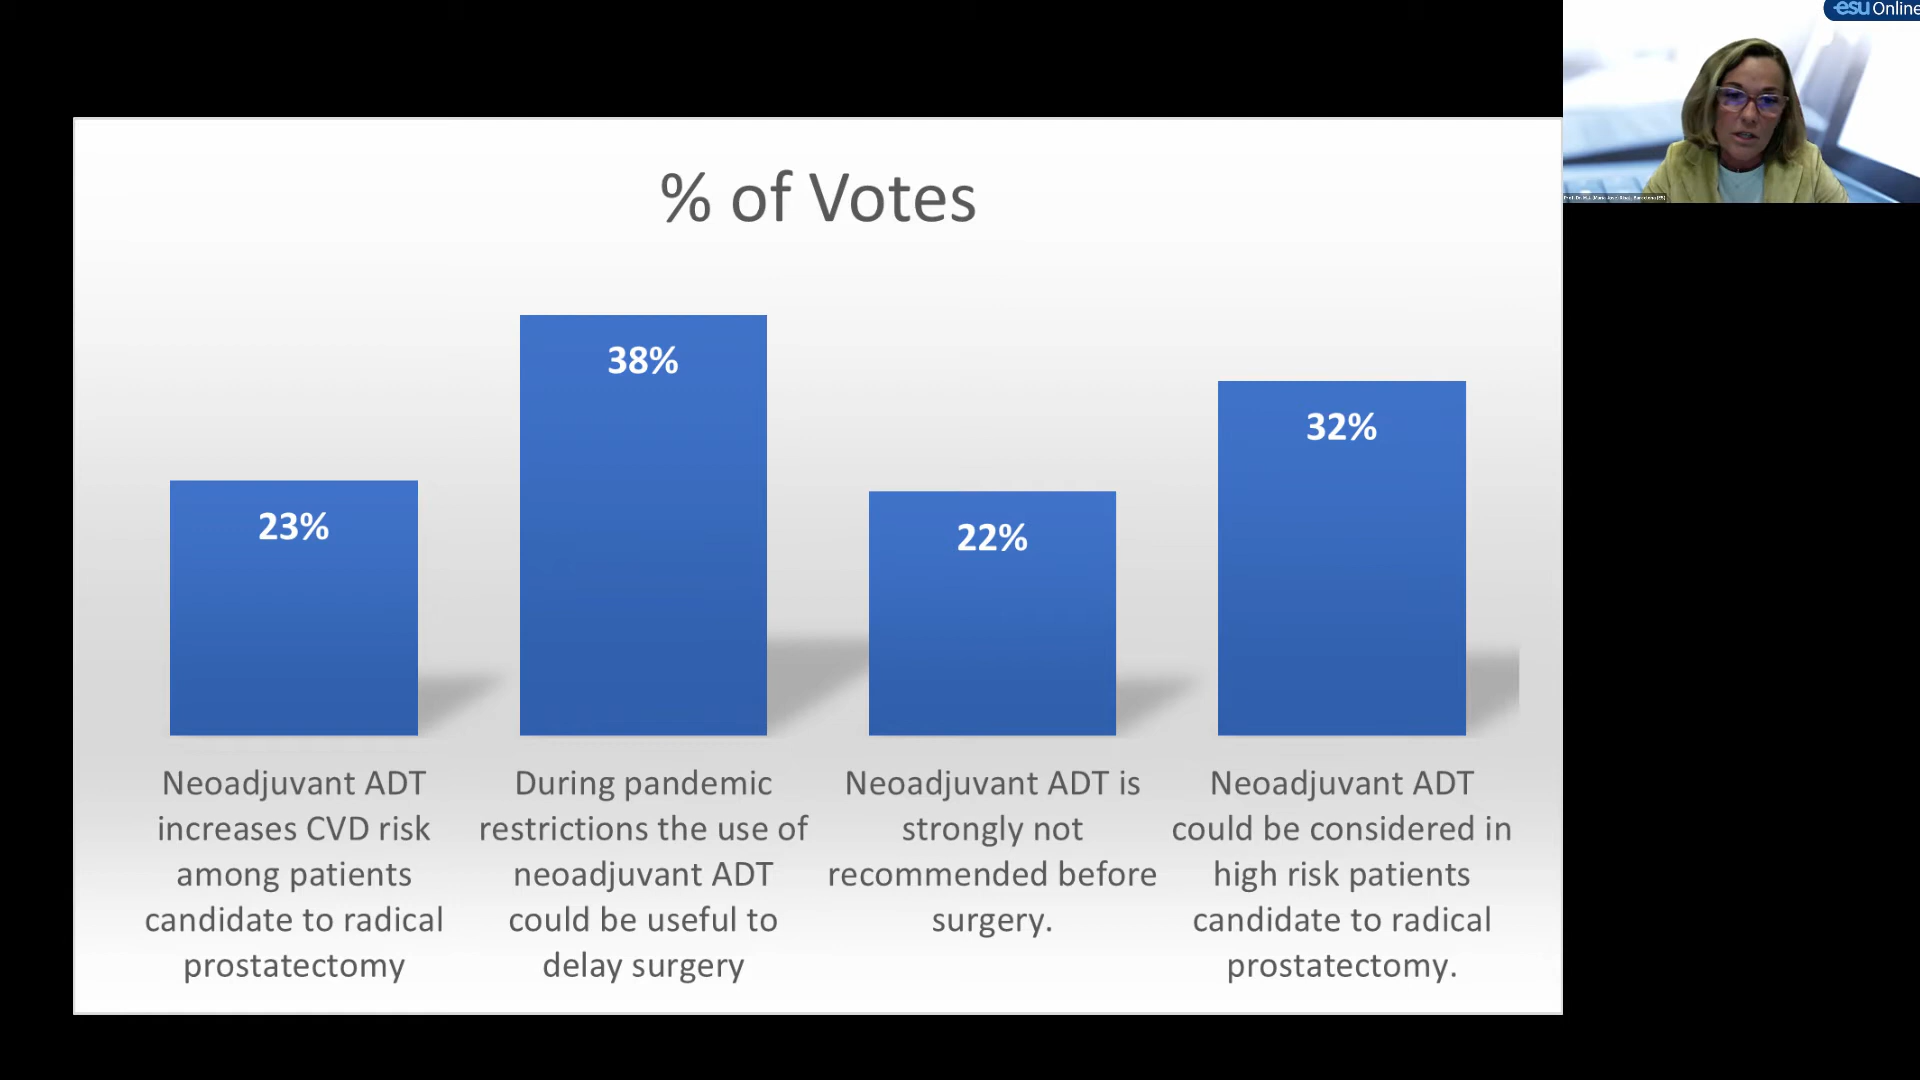 esu Online
% of Votes
38%
32%
23%
22%
Neoadjuvant ADT
increases CVD risk
among patients
candidate to radical
prostatectomy
During pandemic
restrictions the use of
neoadjuvant ADT
could be useful to
delay surgery
Neoadjuvant ADT is
strongly not
recommended before
surgery.
Neoadjuvant ADT
could be considered in
high risk patients
candidate to radical
prostatectomy.